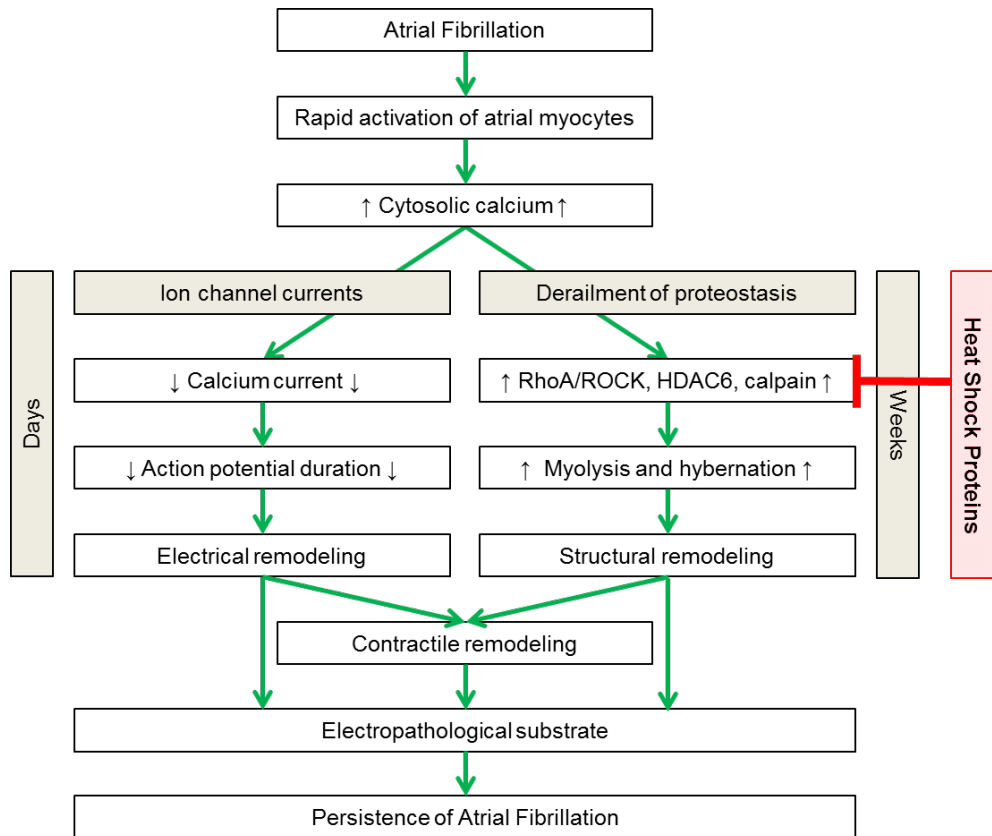 Atrial Fibrillation
Rapid activation of atrial myocytes
↑ Cytosolic calcium ↑
Ion channel currents
Derailment of proteostasis
↓ Calcium current ↓
↑ RhoA/ROCK, HDAC6, calpain ↑
Days
Weeks
Heat Shock Proteins
↓ Action potential duration ↓
↑ Myolysis and hybernation ↑
Electrical remodeling
Structural remodeling
Contractile remodeling
Electropathological substrate
Persistence of Atrial Fibrillation